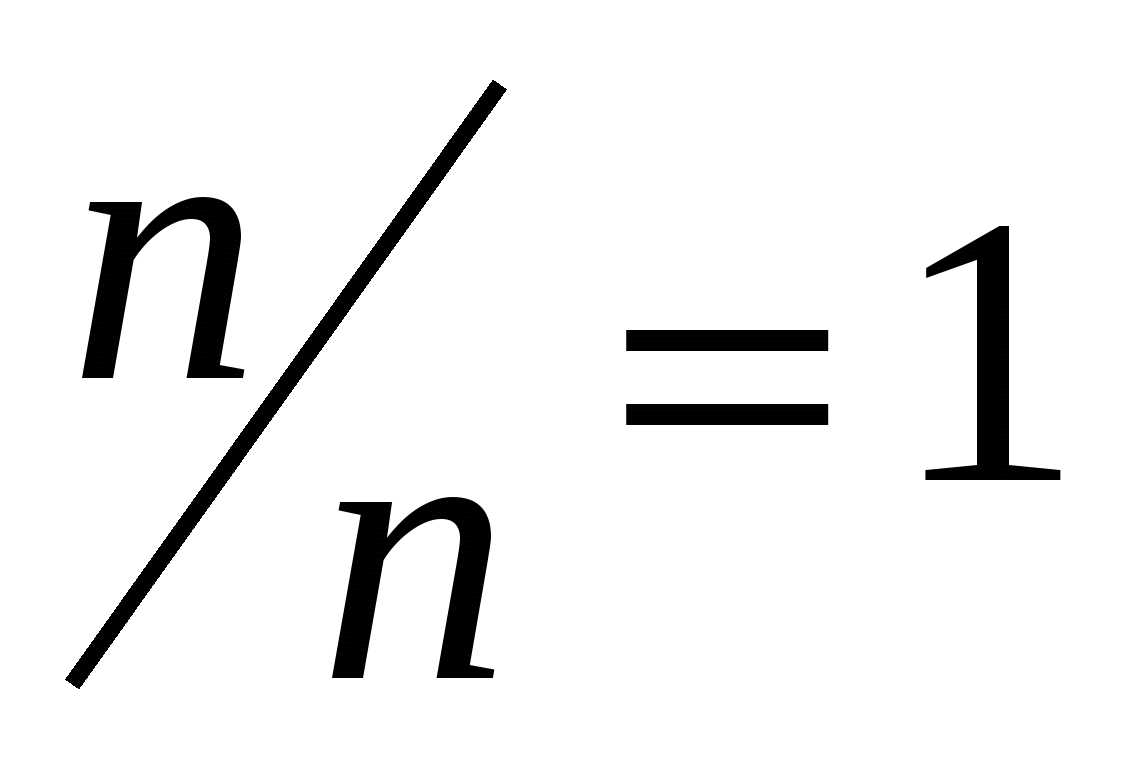 n/n = 1